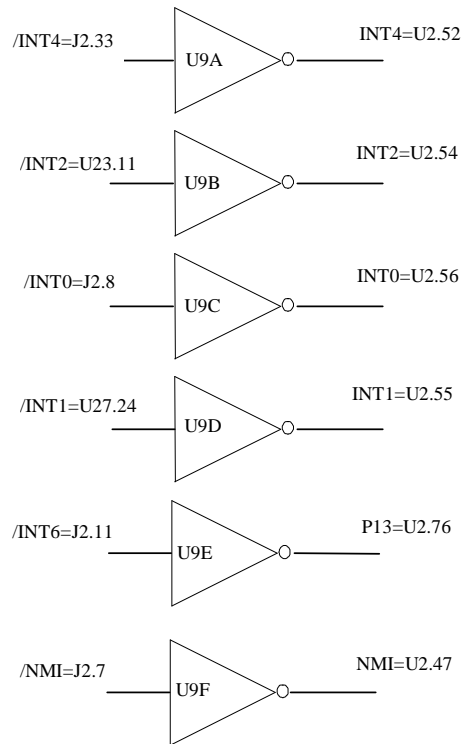 /INT4=J2.33
U9A
INT4=U2.52
/INT2=U23.11
U9B
INT2=U2.54
/INT0=J2.8
U9C
INT0=U2.56
/INT1=U27.24
U9D
INT1=U2.55
/INT6=J2.11
U9E
P13=U2.76
/NMI=J2.7
U9F
NMI=U2.47